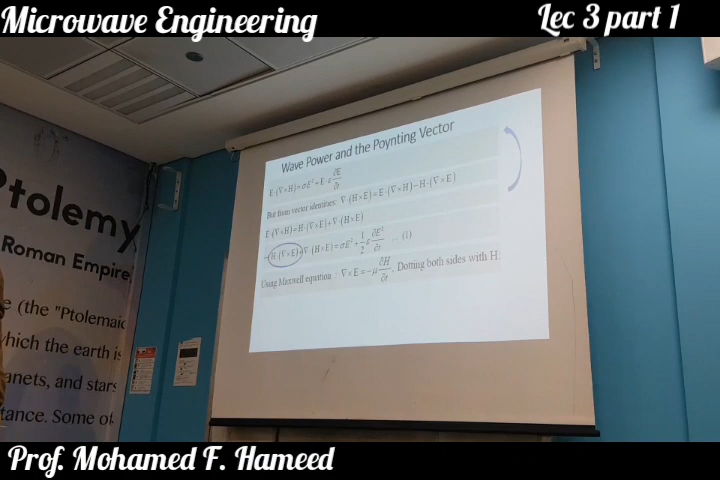 Microwave Engineering
Lec 3 part 1
Wave Power and the Poynting Vector
E·(∇×H)=σE²+E·ε ∂E/∂t
But from vector identities: ∇·(H×E)=E·(∇×H)−H·(∇×E)
E·(∇×H)=H·(∇×E)+∇·(H×E)
H·(∇×E)+∇·(H×E)=σE²+½ε ∂E²/∂t ... (1)
Using Maxwell equation : ∇×E=−μ ∂H/∂t, Dotting both sides with H:
Ptolemy
Roman Empire
e (the "Ptolemaic
which the earth is
anets, and stars
tance. Some of
Prof. Mohamed F. Hameed